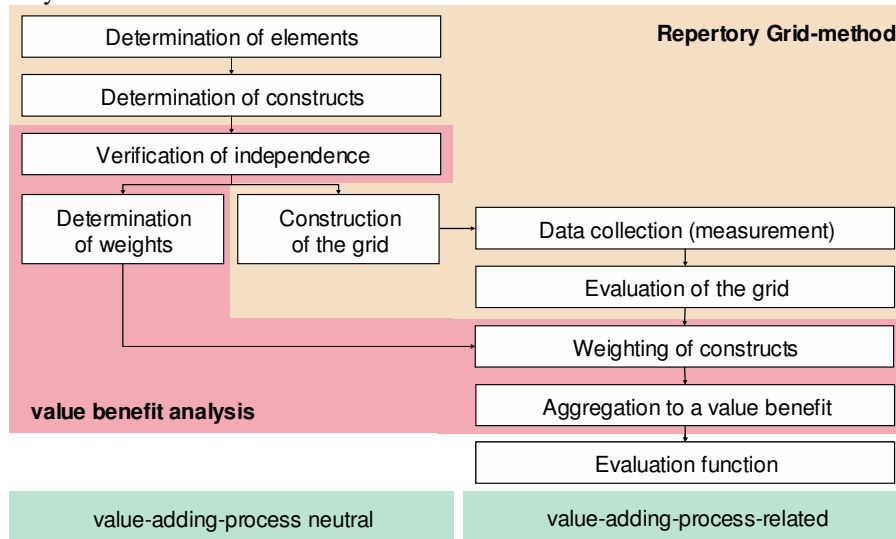 Determination of elements
Repertory Grid-method
Determination of constructs
Verification of independence
Determination
of weights
Construction
of the grid
Data collection (measurement)
Evaluation of the grid
Weighting of constructs
value benefit analysis
Aggregation to a value benefit
Evaluation function
value-adding-process neutral
value-adding-process-related